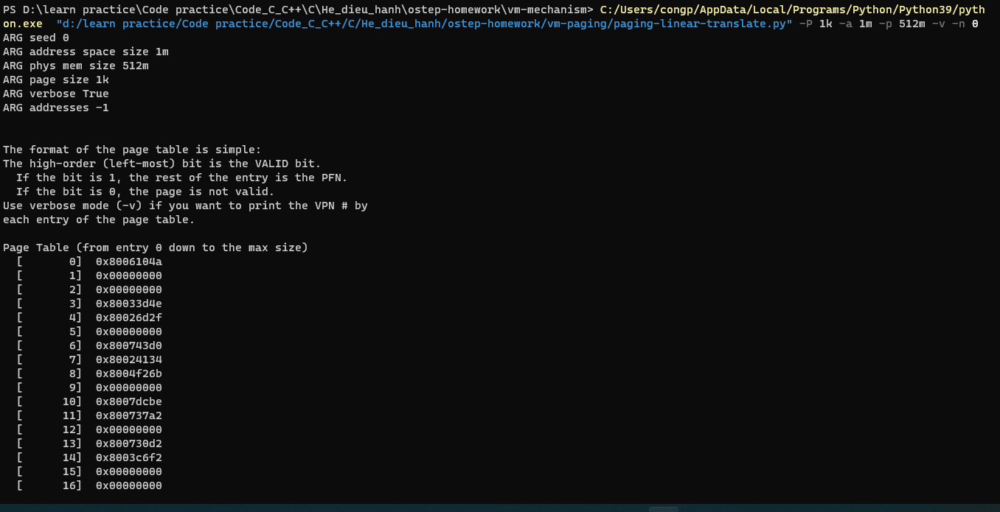 PS D:\learn practice\Code practice\Code_C_C++\C\He_dieu_hanh\ostep-homework\vm-mechanism> C:/Users/congp/AppData/Local/Programs/Python/Python39/pyth
on.exe  "d:/learn practice/Code practice/Code_C_C++/C/He_dieu_hanh/ostep-homework/vm-paging/paging-linear-translate.py" -P 1k -a 1m -p 512m -v -n 0
ARG seed 0
ARG address space size 1m
ARG phys mem size 512m
ARG page size 1k
ARG verbose True
ARG addresses -1
The format of the page table is simple:
The high-order (left-most) bit is the VALID bit.
  If the bit is 1, the rest of the entry is the PFN.
  If the bit is 0, the page is not valid.
Use verbose mode (-v) if you want to print the VPN # by
each entry of the page table.
Page Table (from entry 0 down to the max size)
  [       0]  0x8006104a
  [       1]  0x00000000
  [       2]  0x00000000
  [       3]  0x80033d4e
  [       4]  0x80026d2f
  [       5]  0x00000000
  [       6]  0x800743d0
  [       7]  0x80024134
  [       8]  0x8004f26b
  [       9]  0x00000000
  [      10]  0x8007dcbe
  [      11]  0x800737a2
  [      12]  0x00000000
  [      13]  0x800730d2
  [      14]  0x8003c6f2
  [      15]  0x00000000
  [      16]  0x00000000